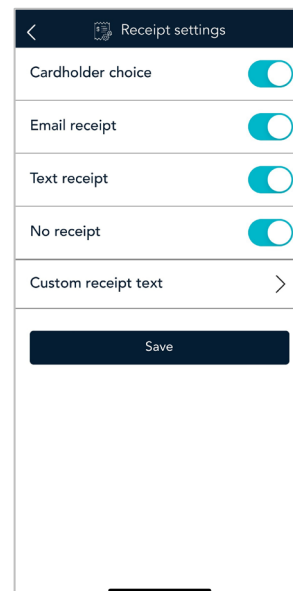 Receipt settings
Cardholder choice
Email receipt
Text receipt
No receipt
Custom receipt text
Save